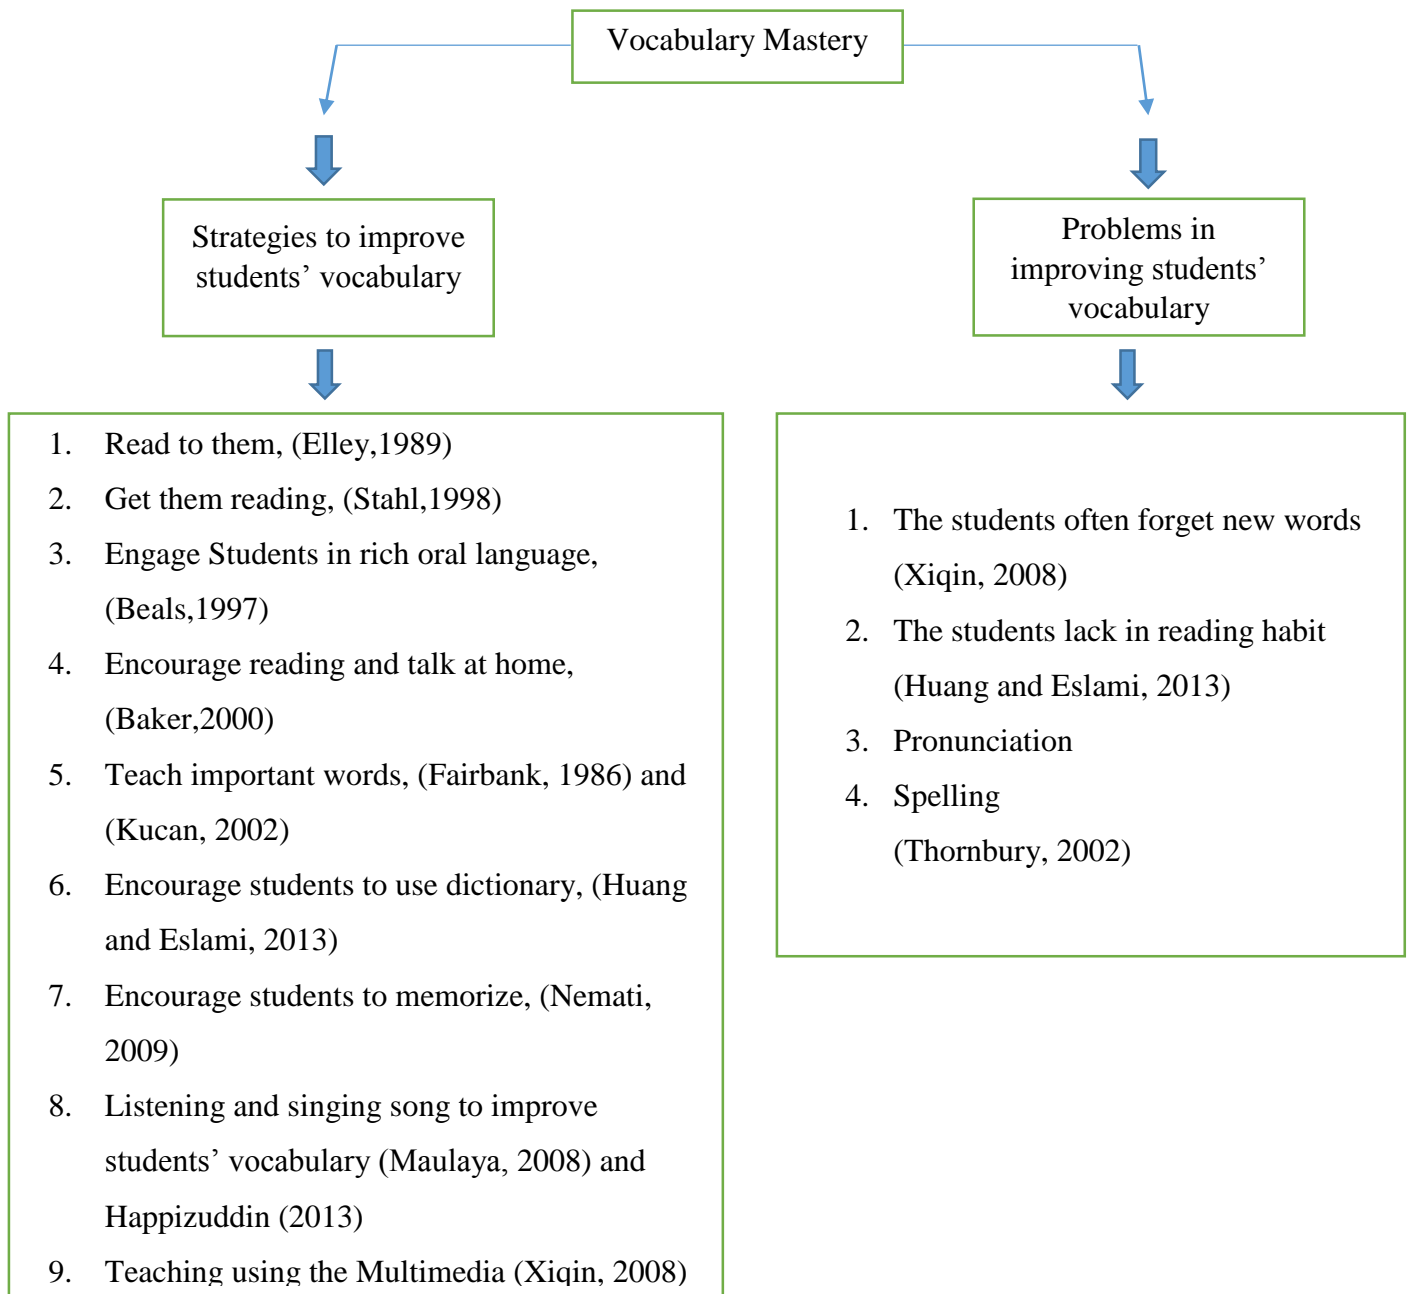 Vocabulary Mastery
Strategies to improve
students’ vocabulary
Problems in
improving students’
vocabulary
1. Read to them, (Elley,1989)
2. Get them reading, (Stahl,1998)
3. Engage Students in rich oral language,
(Beals,1997)
4. Encourage reading and talk at home,
(Baker,2000)
5. Teach important words, (Fairbank, 1986) and
(Kucan, 2002)
6. Encourage students to use dictionary, (Huang
and Eslami, 2013)
7. Encourage students to memorize, (Nemati,
2009)
8. Listening and singing song to improve
students’ vocabulary (Maulaya, 2008) and
Happizuddin (2013)
9. Teaching using the Multimedia (Xiqin, 2008)
1. The students often forget new words
(Xiqin, 2008)
2. The students lack in reading habit
(Huang and Eslami, 2013)
3. Pronunciation
4. Spelling
(Thornbury, 2002)